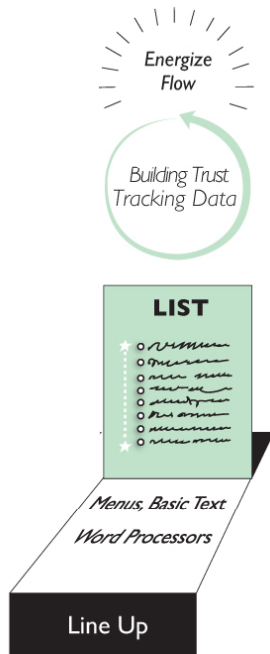 Energize
Flow
Building Trust
Tracking Data
LIST
Menus, Basic Text
Word Processors
Line Up